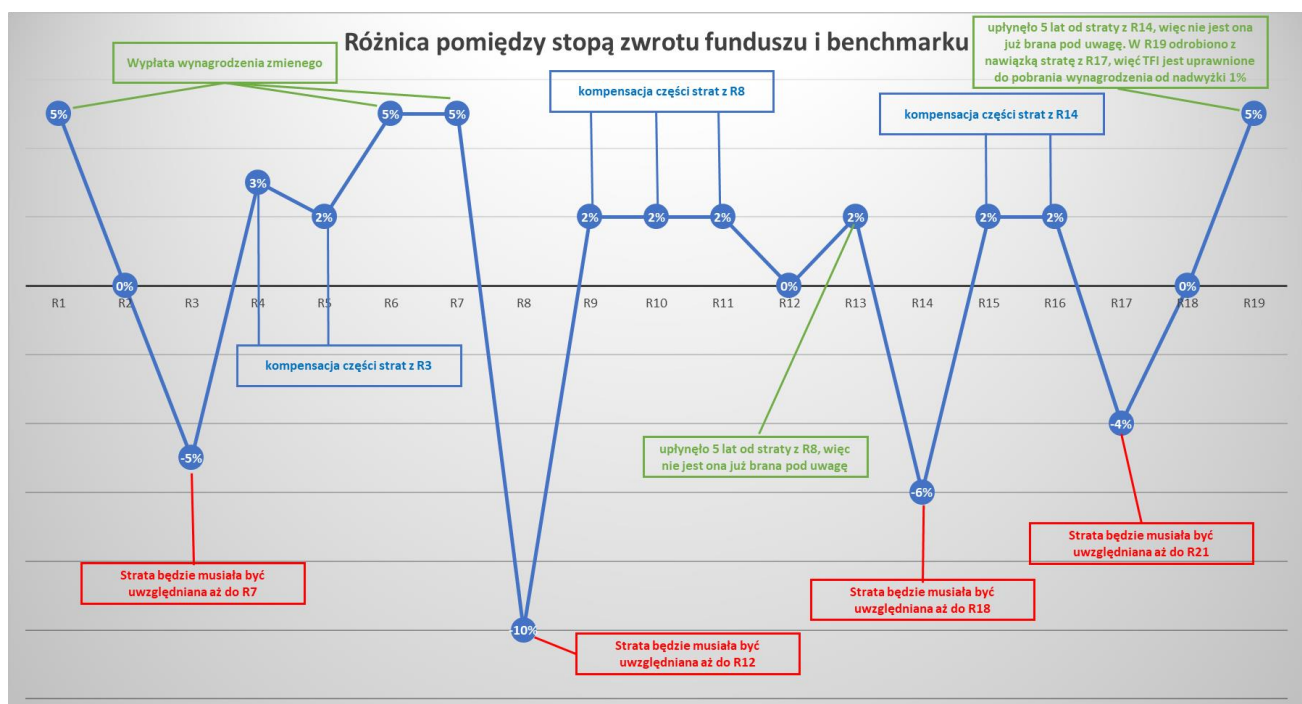 Różnica pomiędzy stopą zwrotu funduszu i benchmarku
upłynęło 5 lat od straty z R14, więc nie jest ona
już brana pod uwagę. W R19 odrobiono z
nawiązką stratę z R17, więć TFI jest uprawnione
do pobrania wynagrodzenia od nadwyżki 1%
Wypłata wynagrodzenia zmienego
kompensacja części strat z R8
kompensacja części strat z R14
5%
0%
-5%
3%
2%
5%
5%
-10%
2%
2%
2%
0%
2%
-6%
2%
2%
-4%
0%
5%
R1
R2
R3
R4
R5
R6
R7
R8
R9
R10
R11
R12
R13
R14
R15
R16
R17
R18
R19
kompensacja części strat z R3
upłynęło 5 lat od straty z R8, więc
nie jest ona już brana pod uwagę
Strata będzie musiała być
uwzględniana aż do R7
Strata będzie musiała być
uwzględniana aż do R12
Strata będzie musiała być
uwzględniana aż do R18
Strata będzie musiała być
uwzględniana aż do R21